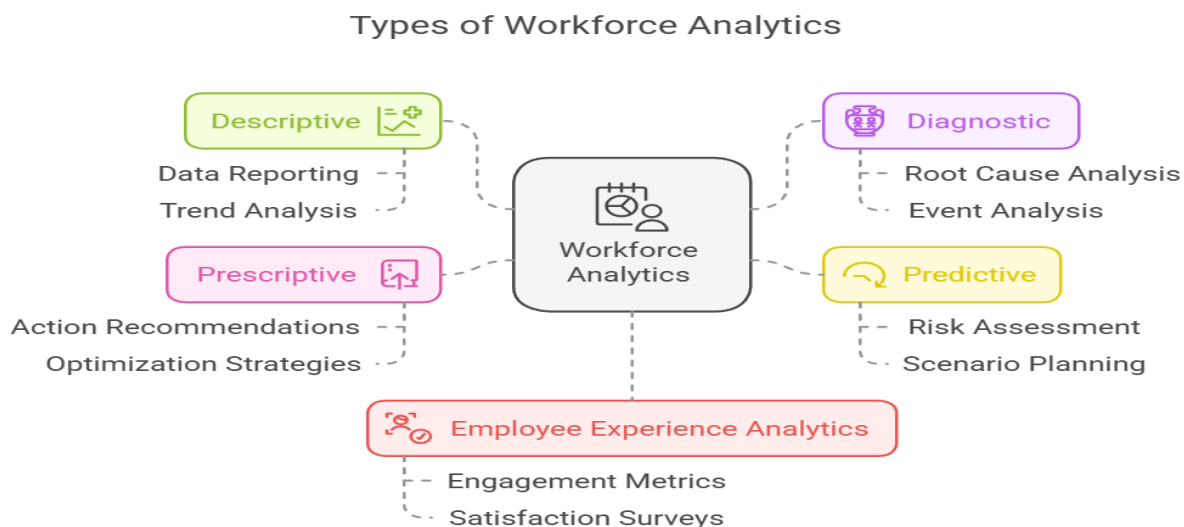 Types of Workforce Analytics
Descriptive
Data Reporting
Trend Analysis
Prescriptive
Action Recommendations
Optimization Strategies
Workforce
Analytics
Diagnostic
Root Cause Analysis
Event Analysis
Predictive
Risk Assessment
Scenario Planning
Employee Experience Analytics
Engagement Metrics
Satisfaction Surveys